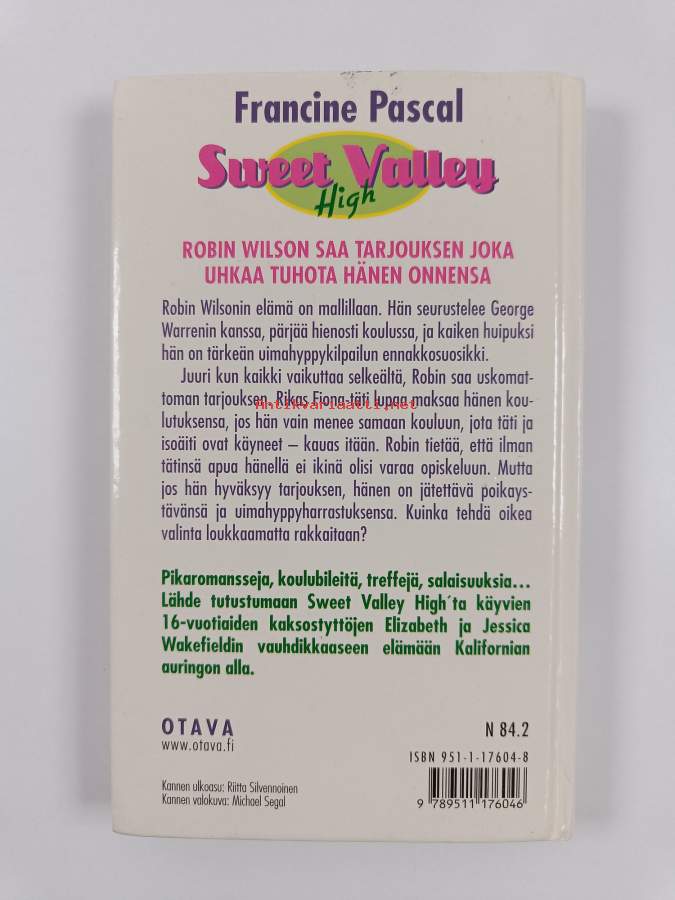 Francine Pascal
Sweet Valley
High
ROBIN WILSON SAA TARJOUKSEN JOKA
UHKAA TUHOTA HÄNEN ONNENSA
Robin Wilsonin elämä on mallillaan. Hän seurustelee George
Warrenin kanssa, pärjää hienosti koulussa, ja kaiken huipuksi
hän on tärkeän uimahyppykilpailun ennakkosuosikki.
Juuri kun kaikki vaikuttaa selkeältä, Robin saa uskomat-
toman tarjouksen. Rikas Fiona-täti lupaa maksaa hänen kou-
Antikvariaatti.net
lutuksensa, jos hän vain menee samaan kouluun, jota täti ja
isoäiti ovat käyneet – kauas itään. Robin tietää, että ilman
tätinsä apua hänellä ei ikinä olisi varaa opiskeluun. Mutta
jos hän hyväksyy tarjouksen, hänen on jätettävä poikays-
tävänsä ja uimahyppyharrastuksensa. Kuinka tehdä oikea
valinta loukkaamatta rakkaitaan?
Pikaromansseja, koulubileitä, treffejä, salaisuuksia...
Lähde tutustumaan Sweet Valley High´ta käyvien
16-vuotiaiden kaksostyttöjen Elizabeth ja Jessica
Wakefieldin vauhdikkaaseen elämään Kalifornian
auringon alla.
OTAVA
www.otava.fi
N 84.2
ISBN 951-1-17604-8
Kannen ulkoasu: Riitta Silvennoinen
Kannen valokuva: Michael Segal
9 789511 176046